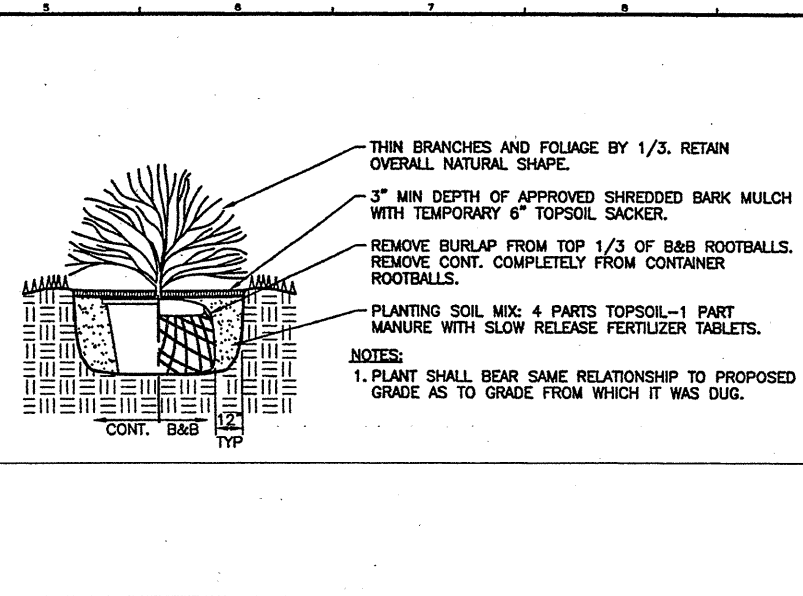 5 6 7 8
THIN BRANCHES AND FOLIAGE BY 1/3. RETAIN
OVERALL NATURAL SHAPE.
3" MIN DEPTH OF APPROVED SHREDDED BARK MULCH
WITH TEMPORARY 6" TOPSOIL SACKER.
REMOVE BURLAP FROM TOP 1/3 OF B&B ROOTBALLS.
REMOVE CONT. COMPLETELY FROM CONTAINER
ROOTBALLS.
PLANTING SOIL MIX: 4 PARTS TOPSOIL-1 PART
MANURE WITH SLOW RELEASE FERTILIZER TABLETS.
NOTES:
1. PLANT SHALL BEAR SAME RELATIONSHIP TO PROPOSED
GRADE AS TO GRADE FROM WHICH IT WAS DUG.
CONT. B&B 12"
TYP